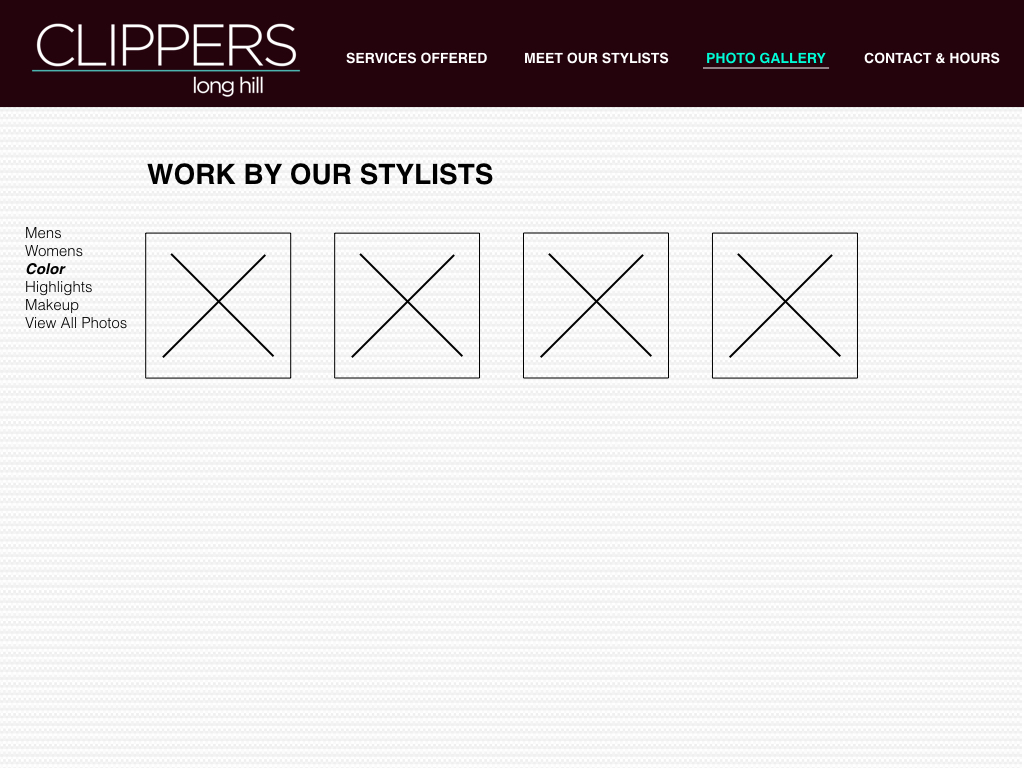 CLIPPERS
long hill
SERVICES OFFERED
MEET OUR STYLISTS
PHOTO GALLERY
CONTACT & HOURS
WORK BY OUR STYLISTS
Mens
Womens
Color
Highlights
Makeup
View All Photos